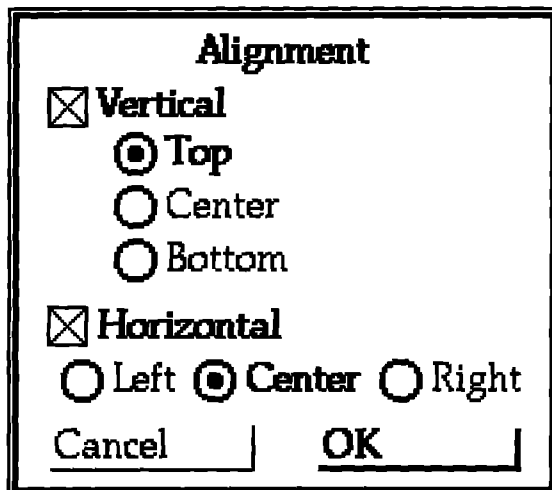 Alignment
Vertical
Top
Center
Bottom
Horizontal
Left Center Right
Cancel OK